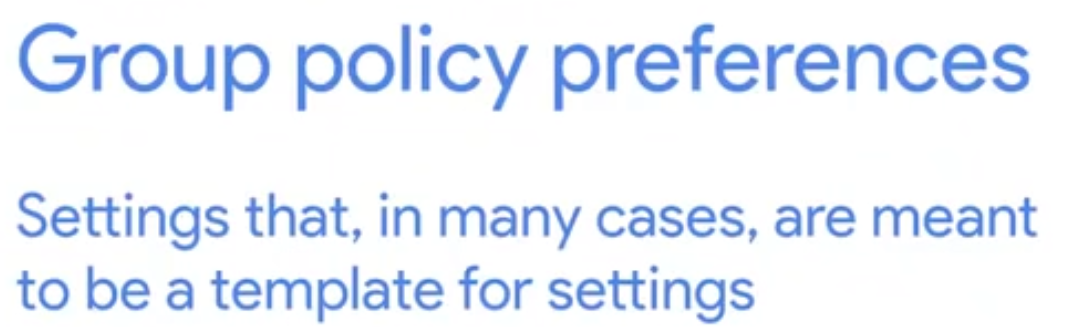 Group policy preferences
Settings that, in many cases, are meant
to be a template for settings